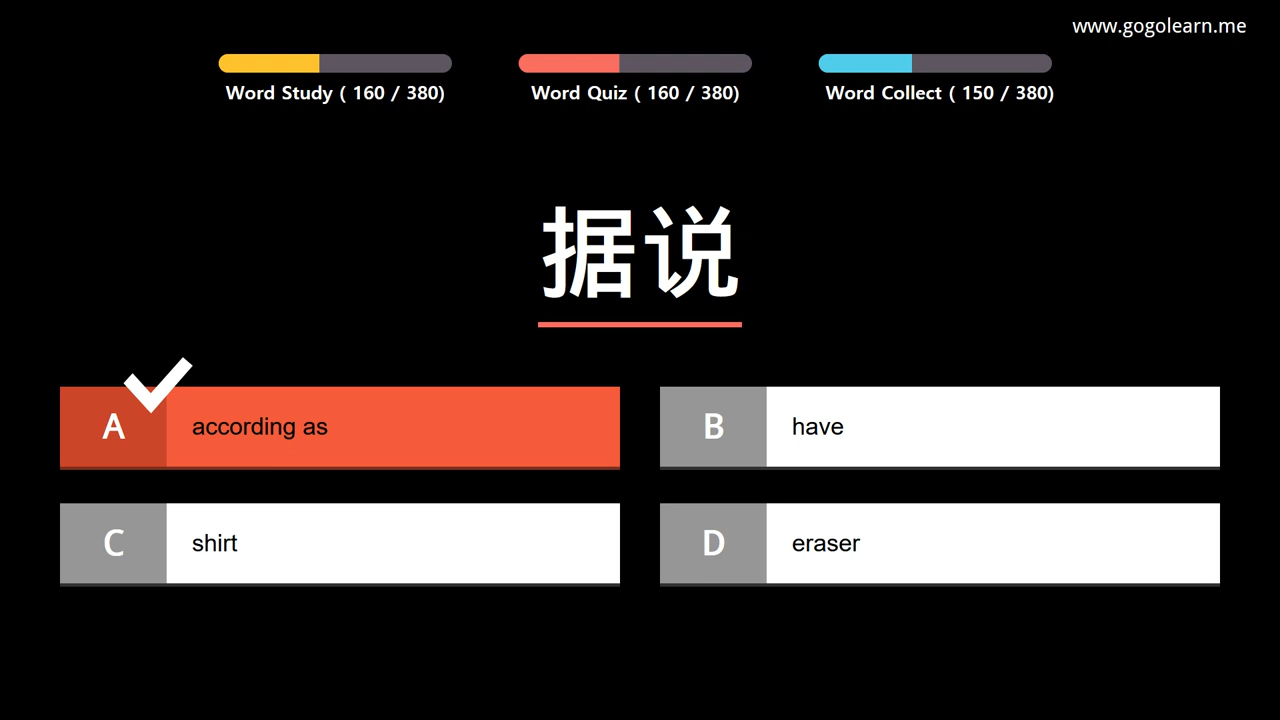 www.gogolearn.me
Word Study ( 160 / 380)
Word Quiz ( 160 / 380)
Word Collect ( 150 / 380)
据说
A according as
B have
C shirt
D eraser